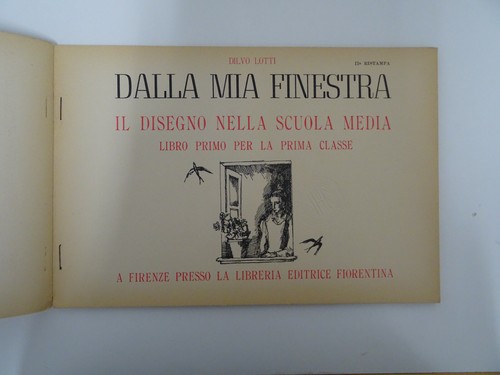 DILVO LOTTI
11ª RISTAMPA
DALLA MIA FINESTRA
IL DISEGNO NELLA SCUOLA MEDIA
LIBRO PRIMO PER LA PRIMA CLASSE
A FIRENZE PRESSO LA LIBRERIA EDITRICE FIORENTINA